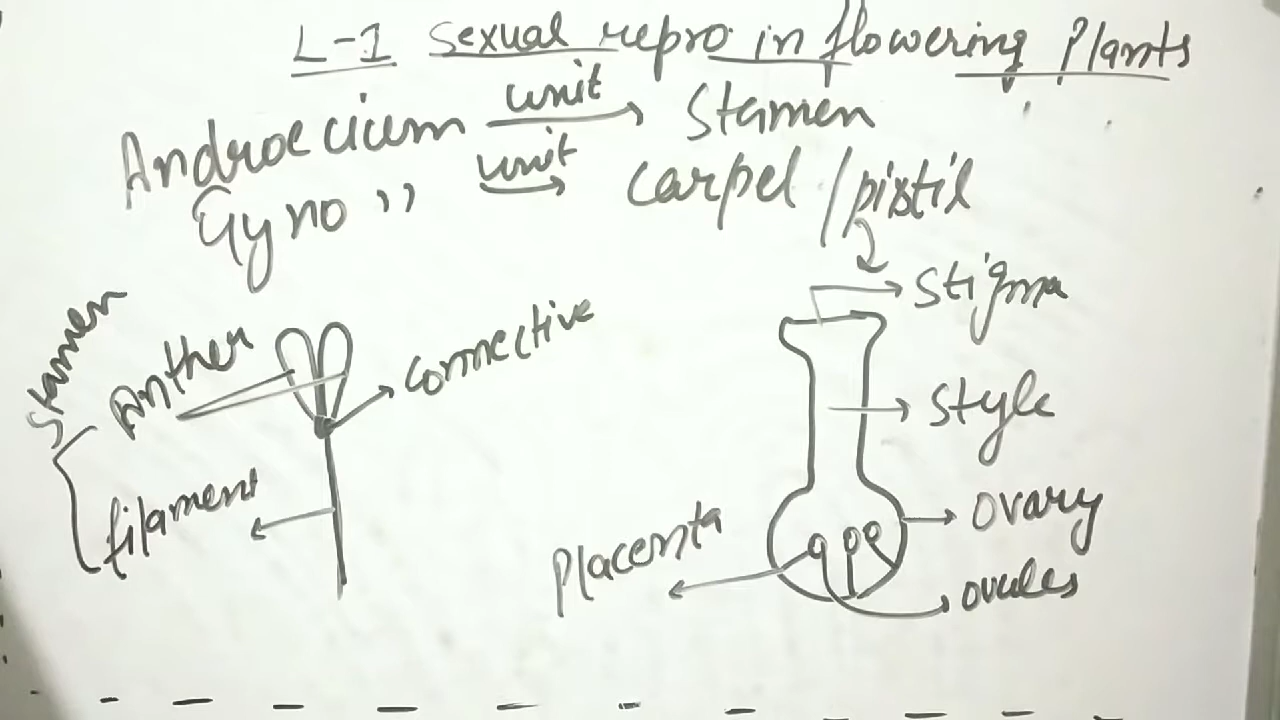 L-1 Sexual repro. in flowering Plants
Androecium unit → Stamen
Gyno " unit → carpel / pistil
Stamen
Anther
connective
filament
Stigma
Style
Ovary
ovules
Placenta